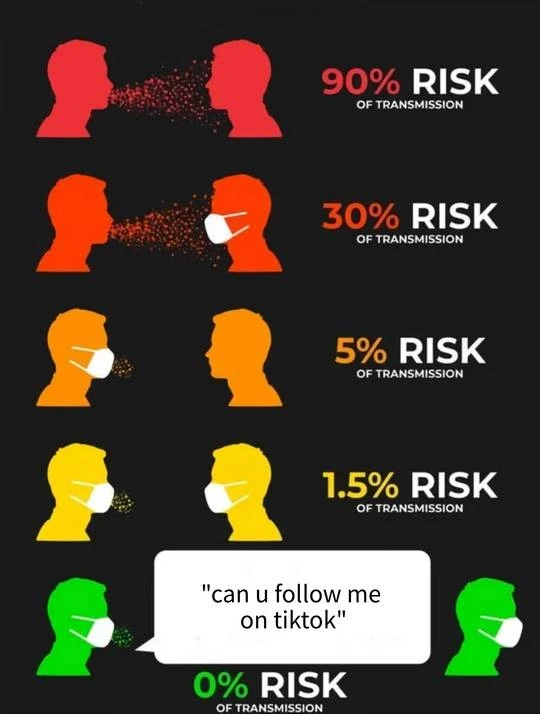 90% RISK
OF TRANSMISSION
30% RISK
OF TRANSMISSION
5% RISK
OF TRANSMISSION
1.5% RISK
OF TRANSMISSION
"can u follow me
on tiktok"
0% RISK
OF TRANSMISSION